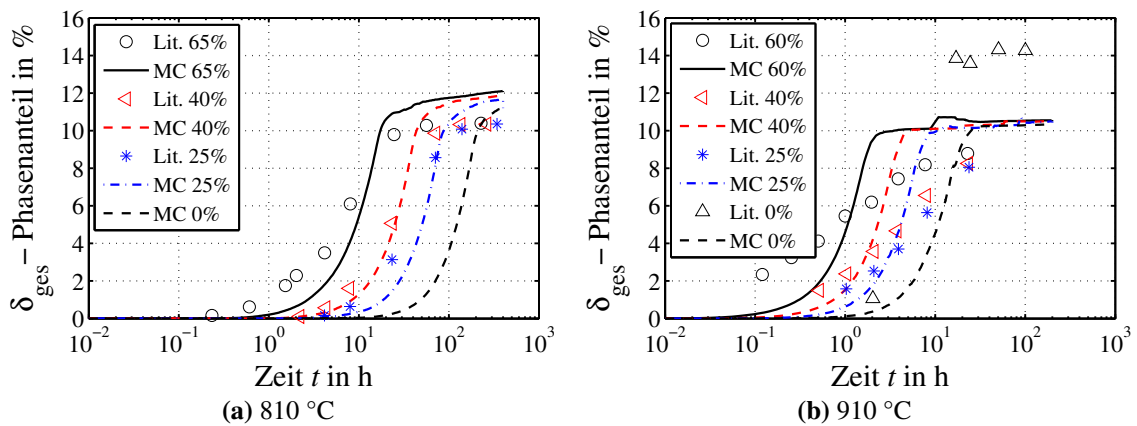 δges − Phasenanteil in %
16
14
12
10
8
6
4
2
0
Lit. 65%
MC 65%
Lit. 40%
MC 40%
Lit. 25%
MC 25%
MC 0%
10⁻² 10⁻¹ 10⁰ 10¹ 10² 10³
Zeit t in h
(a) 810 °C
δges − Phasenanteil in %
16
14
12
10
8
6
4
2
0
Lit. 60%
MC 60%
Lit. 40%
MC 40%
Lit. 25%
MC 25%
Lit. 0%
MC 0%
10⁻² 10⁻¹ 10⁰ 10¹ 10² 10³
Zeit t in h
(b) 910 °C